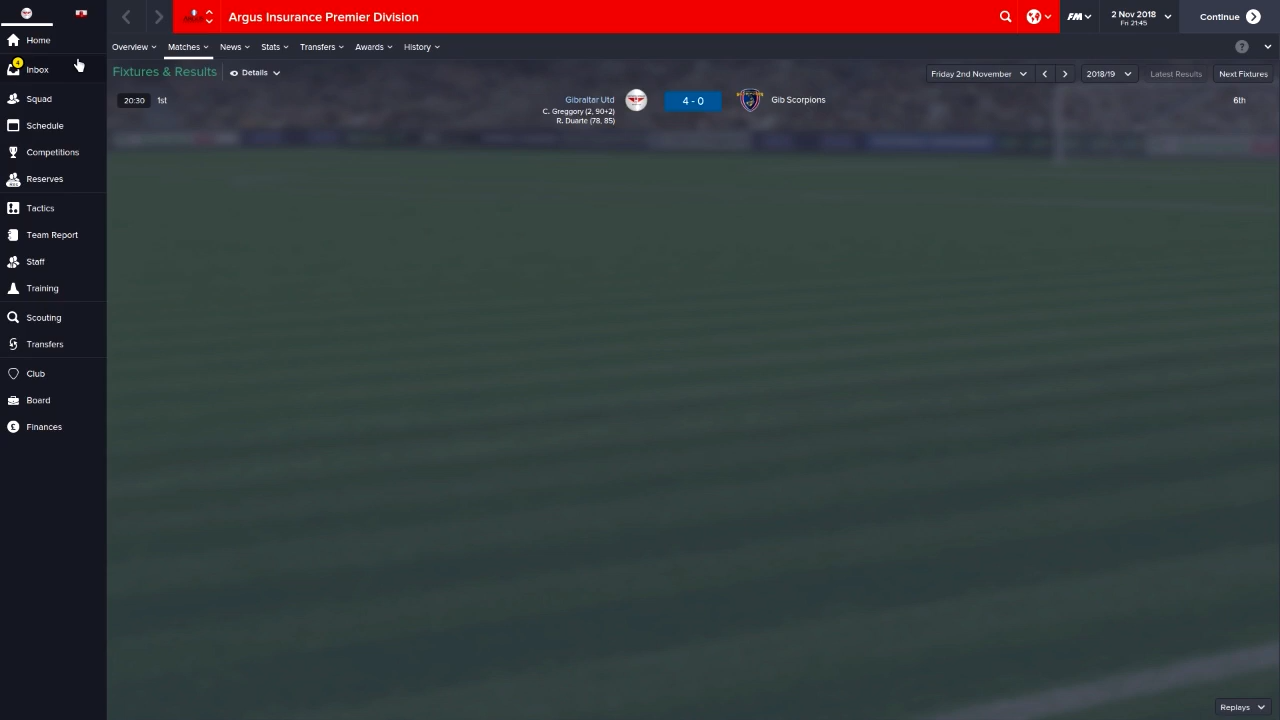 Argus Insurance Premier Division
FM
2 Nov 2018
Fri 21:45
Continue
Home
4
Inbox
Squad
Schedule
Competitions
Reserves
Tactics
Team Report
Staff
Training
Scouting
Transfers
Club
Board
Finances
Overview Matches News Stats Transfers Awards History
?
Fixtures & Results Details
Friday 2nd November 2018/19 Latest Results Next Fixtures
20:30 1st Gibraltar Utd 4 - 0 Gib Scorpions 6th
C. Greggory (2, 90+2)
R. Duarte (78, 85)
Replays